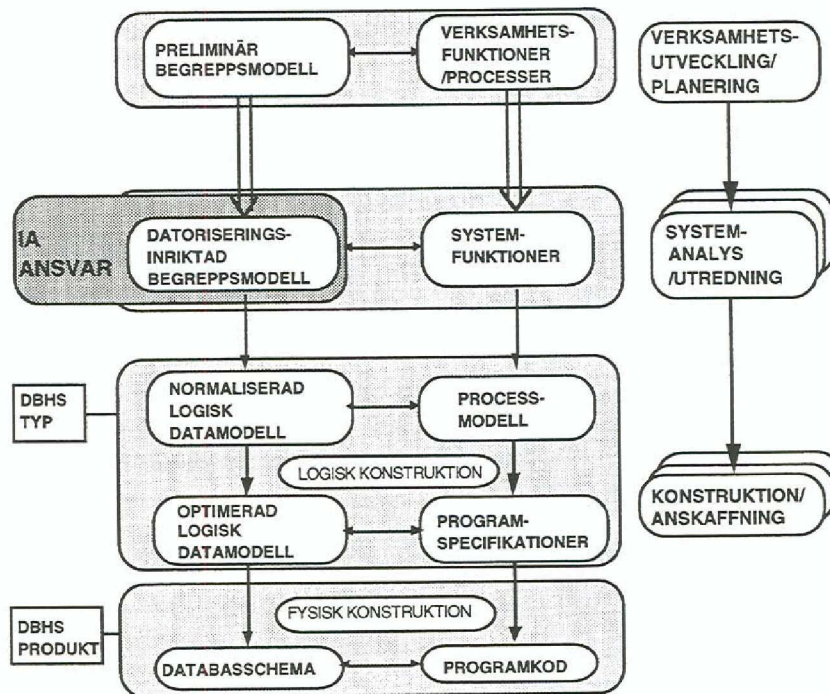 PRELIMINÄR
BEGREPPSMODELL
VERKSAMHETS-
FUNKTIONER
/PROCESSER
VERKSAMHETS-
UTVECKLING/
PLANERING
IA
ANSVAR
DATORISERINGS-
INRIKTAD
BEGREPPSMODELL
SYSTEM-
FUNKTIONER
SYSTEM-
ANALYS
/UTREDNING
DBHS
TYP
NORMALISERAD
LOGISK
DATAMODELL
PROCESS-
MODELL
LOGISK KONSTRUKTION
OPTIMERAD
LOGISK
DATAMODELL
PROGRAM-
SPECIFIKATIONER
KONSTRUKTION/
ANSKAFFNING
DBHS
PRODUKT
FYSISK KONSTRUKTION
DATABASSCHEMA
PROGRAMKOD